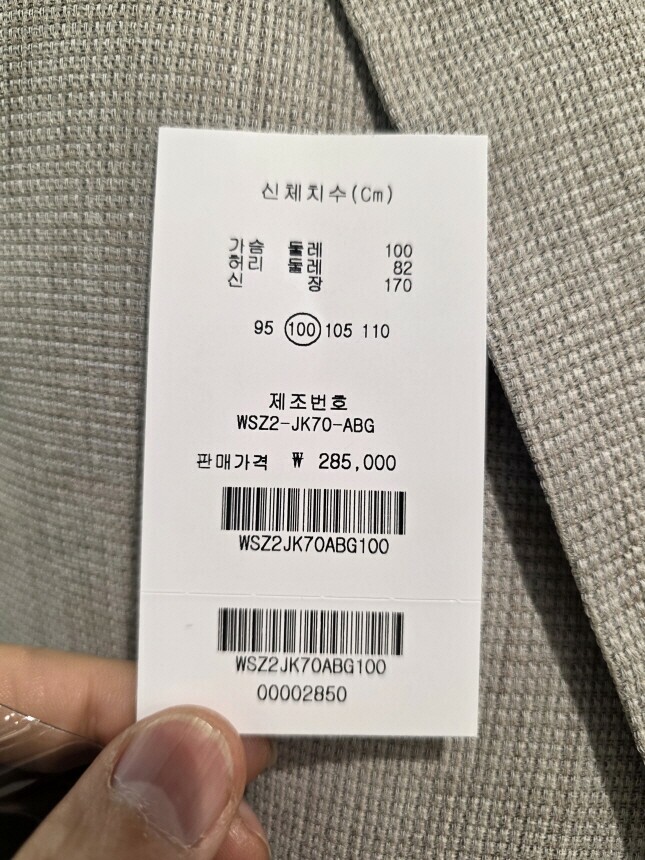 신체치수(Cm)
가슴 둘레 100
허리 둘레 82
신 장 170
95 100 105 110
제조번호
WSZ2-JK70-ABG
판매가격 ₩ 285,000
WSZ2JK70ABG100
WSZ2JK70ABG100
00002850